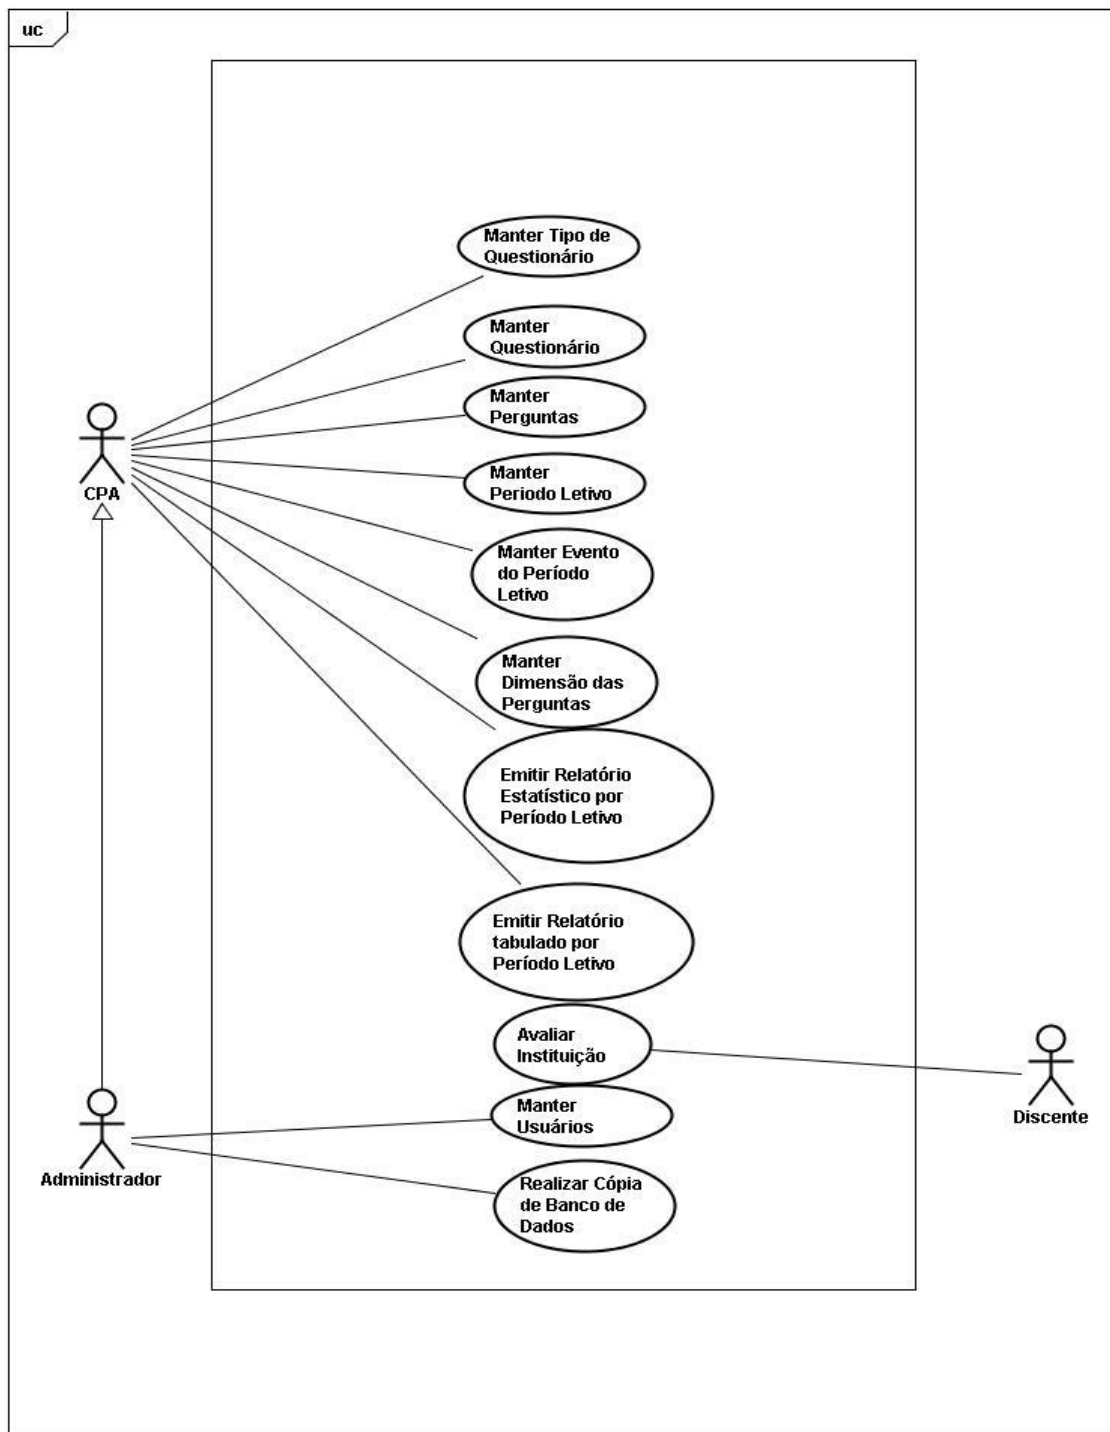 uc
Manter Tipo de
Questionário
Manter
Questionário
Manter
Perguntas
CPA
Manter
Periodo Letivo
Manter Evento
do Período
Letivo
Manter
Dimensão das
Perguntas
Emitir Relatório
Estatístico por
Período Letivo
Emitir Relatório
tabulado por
Período Letivo
Avaliar
Instituição
Discente
Manter
Usuários
Administrador
Realizar Cópia
de Banco de
Dados